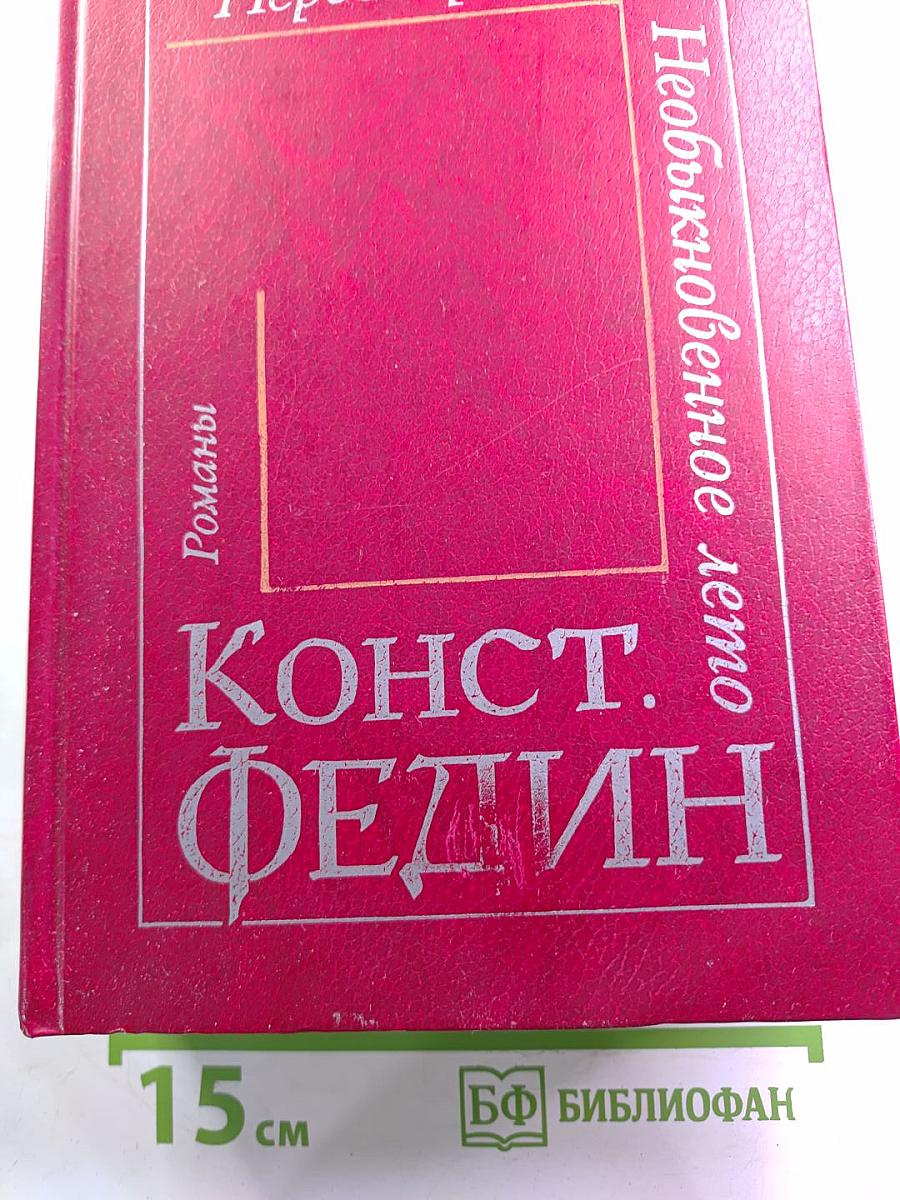 Необыкновенное лето
Романы
Конст.
Федин
15 см
БФ БИБЛИОФАН